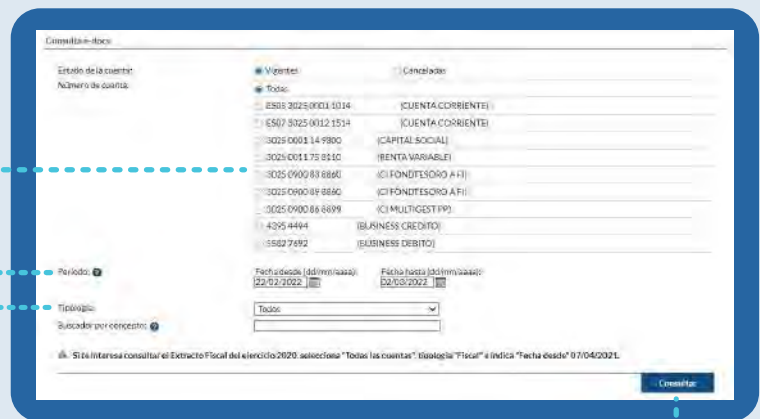 Consulta e-docs
Estado de la cuenta: Vigentes Canceladas
Número de cuenta: Todas
ES05 3025 0001 1014 (CUENTA CORRIENTE)
ES07 3025 0012 1514 (CUENTA CORRIENTE)
3025 0001 14 9800 (CAPITAL SOCIAL)
3025 0011 75 8110 (RENTA VARIABLE)
3025 0900 83 8860 (CI FONDTESORO A FI)
3025 0900 89 8860 (CI FONDTESORO A FI)
3025 0900 86 8899 (CI MULTIGEST PP)
4395 4494 (BUSINESS CREDITO)
5582 7692 (BUSINESS DEBITO)
Periodo: Fecha desde (dd/mm/aaaa): Fecha hasta (dd/mm/aaaa):
22/02/2022 02/03/2022
Tipología: Todos
Buscador por concepto:
Si te interesa consultar el Extracto Fiscal del ejercicio 2020, selecciona "Todas las cuentas", tipología "Fiscal" e indica "Fecha desde" 07/04/2021.
Consultar